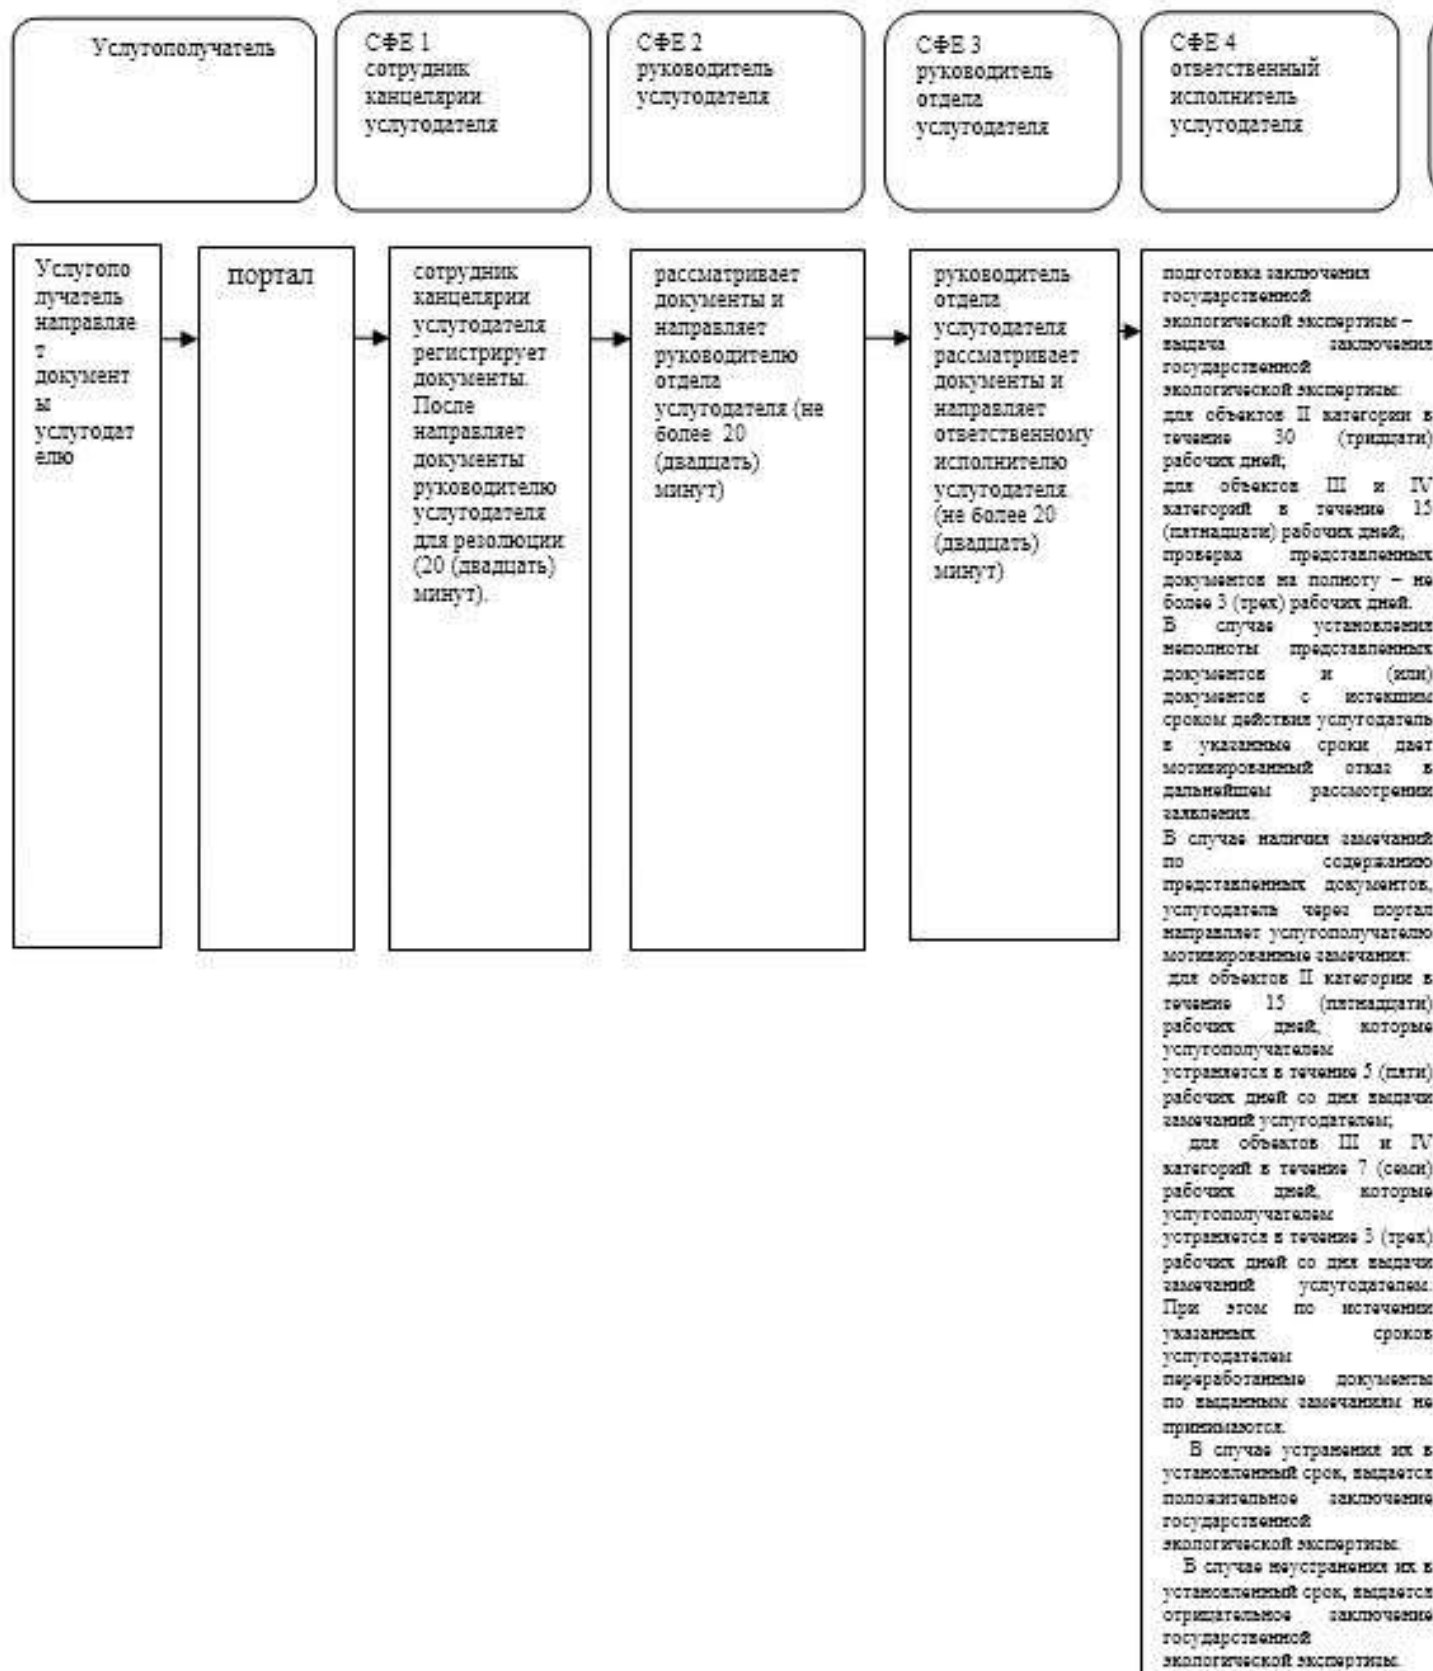 Услугополучатель
СФЕ 1
сотрудник
канцелярии
услугодателя
СФЕ 2
руководитель
услугодателя
СФЕ 3
руководитель
отдела
услугодателя
СФЕ 4
ответственный
исполнитель
услугодателя
Услугопо
лучатель
направляе
т
документ
ы
услугодат
елю
портал
сотрудник
канцелярии
услугодателя
регистрирует
документы.
После
направляет
документы
руководителю
услугодателя
для резолюции
(20 (двадцать)
минут).
рассматривает
документы и
направляет
руководителю
отдела
услугодателя (не
более 20
(двадцать)
минут)
руководитель
отдела
услугодателя
рассматривает
документы и
направляет
ответственному
исполнителю
услугодателя.
(не более 20
(двадцать)
минут)
подготовка заключения
государственной
экологической экспертизы –
выдача заключения
государственной
экологической экспертизы:
для объектов II категории в
течение 30 (тридцати)
рабочих дней;
для объектов III и IV
категорий в течение 15
(пятнадцати) рабочих дней;
проверка представленных
документов на полноту – не
более 3 (трех) рабочих дней.
В случае установления
неполноты представленных
документов и (или)
документов с истекшим
сроком действия услугодатель
в указанные сроки дает
мотивированный отказ в
дальнейшем рассмотрении
заявления.
В случае наличия замечаний
по содержанию
представленных документов,
услугодатель через портал
направляет услугополучателю
мотивированные замечания:
для объектов II категории в
течение 15 (пятнадцати)
рабочих дней, которые
услугополучателем
устраняется в течение 5 (пяти)
рабочих дней со дня выдачи
замечаний услугодателем;
для объектов III и IV
категорий в течение 7 (семи)
рабочих дней, которые
услугополучателем
устраняется в течение 3 (трех)
рабочих дней со дня выдачи
замечаний услугодателем.
При этом по истечении
указанных сроков
услугодателем
переработанные документы
по выданным замечаниям не
принимаются.
В случае устранения их в
установленный срок, выдается
положительное заключение
государственной
экологической экспертизы.
В случае неустранения их в
установленный срок, выдается
отрицательное заключение
государственной
экологической экспертизы.